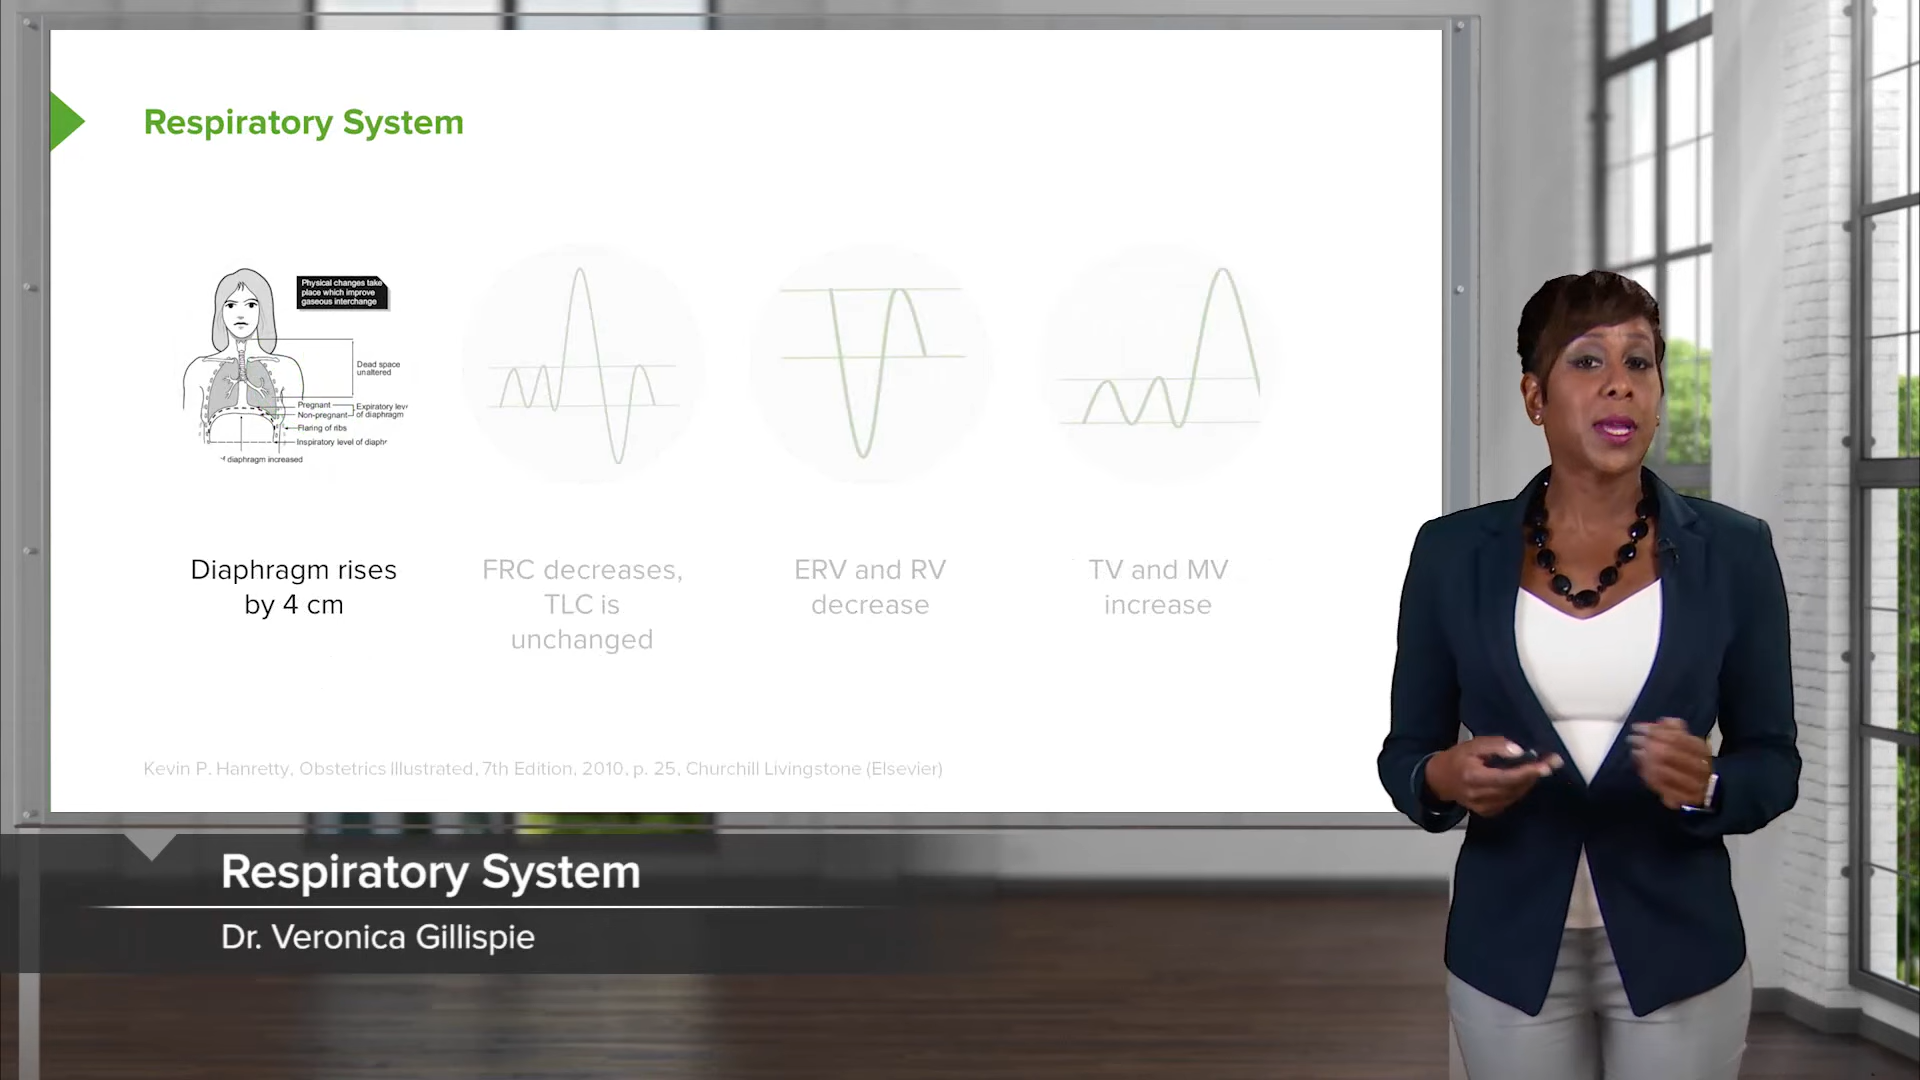 Respiratory System
Physical changes take
place which improve
gaseous interchange
Dead space
unaltered
Pregnant
Non-pregnant
Expiratory lev
of diaphragm
Flaring of ribs
Inspiratory level of diaphr
diaphragm increased
Diaphragm rises
by 4 cm
FRC decreases,
TLC is
unchanged
ERV and RV
decrease
TV and MV
increase
Kevin P. Hanretty, Obstetrics Illustrated, 7th Edition, 2010, p. 25, Churchill Livingstone (Elsevier)
Respiratory System
Dr. Veronica Gillispie